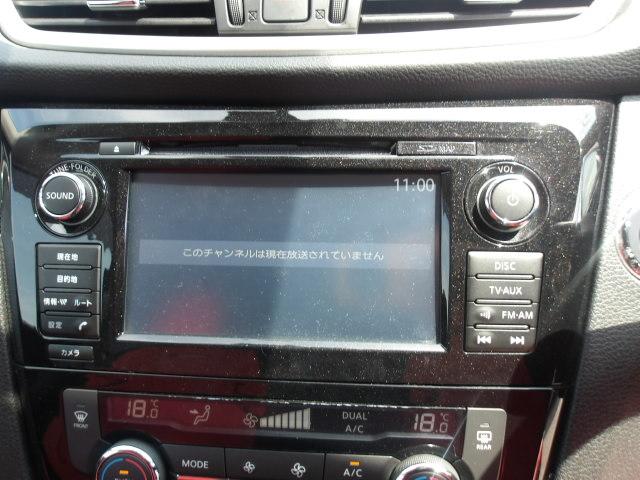 TUNE・FOLDER
SOUND
11:00
VOL
このチャンネルは現在放送されていません
現在地
目的地
情報・VP ルート
設定
カメラ
DISC
TV・AUX
FM・AM
18.0℃
DUAL
A/C
18.0℃
FRONT
REAR
MODE
A/C